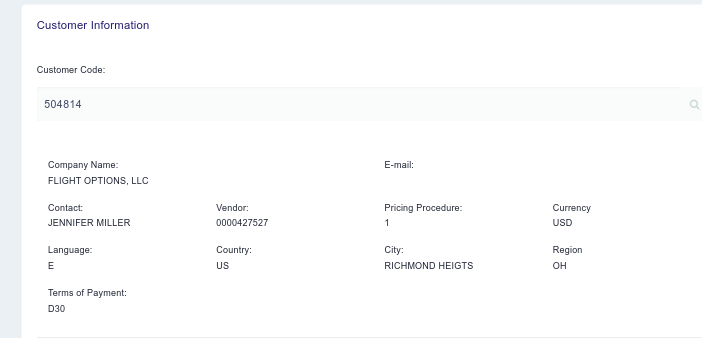 Customer Information
Customer Code:
504814
Company Name: E-mail:
FLIGHT OPTIONS, LLC
Contact: Vendor: Pricing Procedure: Currency
JENNIFER MILLER 0000427527 1 USD
Language: Country: City: Region
E US RICHMOND HEIGTS OH
Terms of Payment:
D30